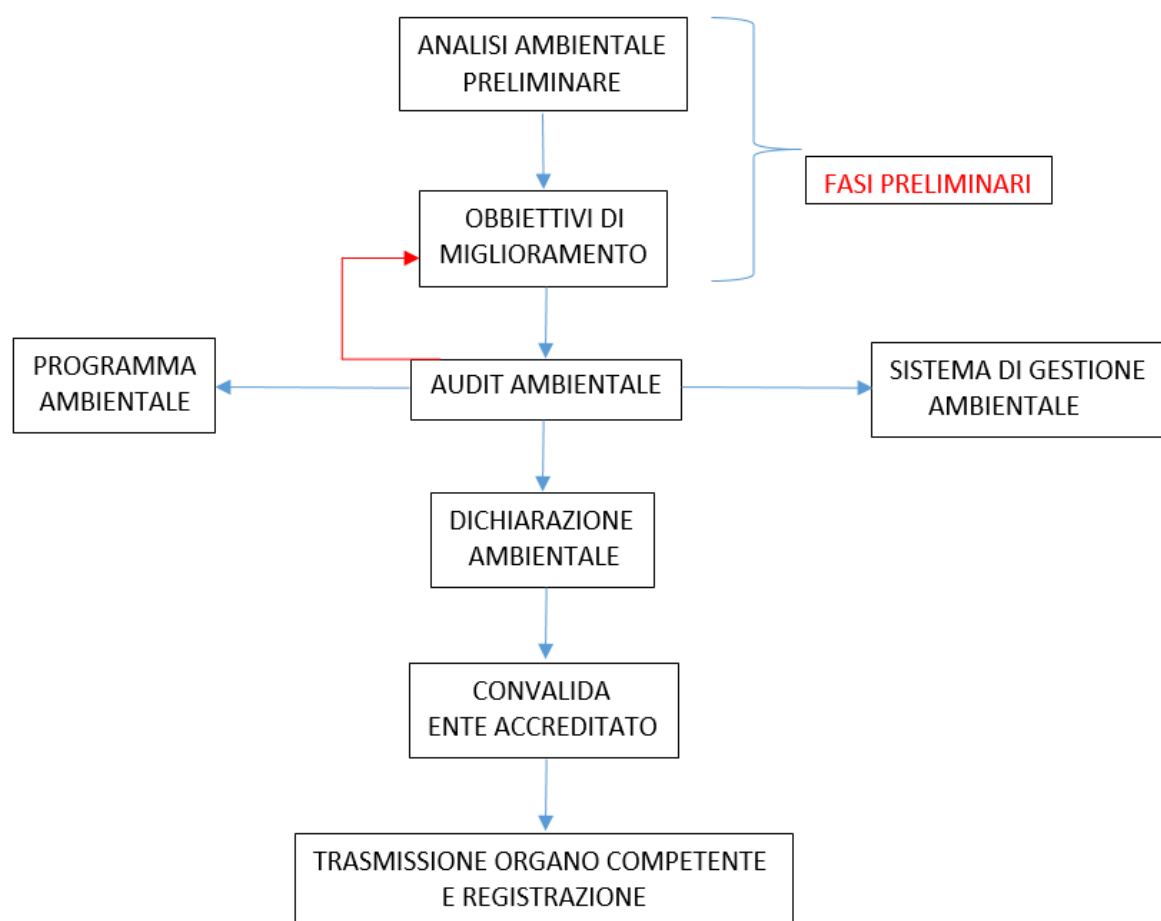 ANALISI AMBIENTALE
PRELIMINARE
FASI PRELIMINARI
OBBIETTIVI DI
MIGLIORAMENTO
PROGRAMMA
AMBIENTALE
AUDIT AMBIENTALE
SISTEMA DI GESTIONE
AMBIENTALE
DICHIARAZIONE
AMBIENTALE
CONVALIDA
ENTE ACCREDITATO
TRASMISSIONE ORGANO COMPETENTE
E REGISTRAZIONE